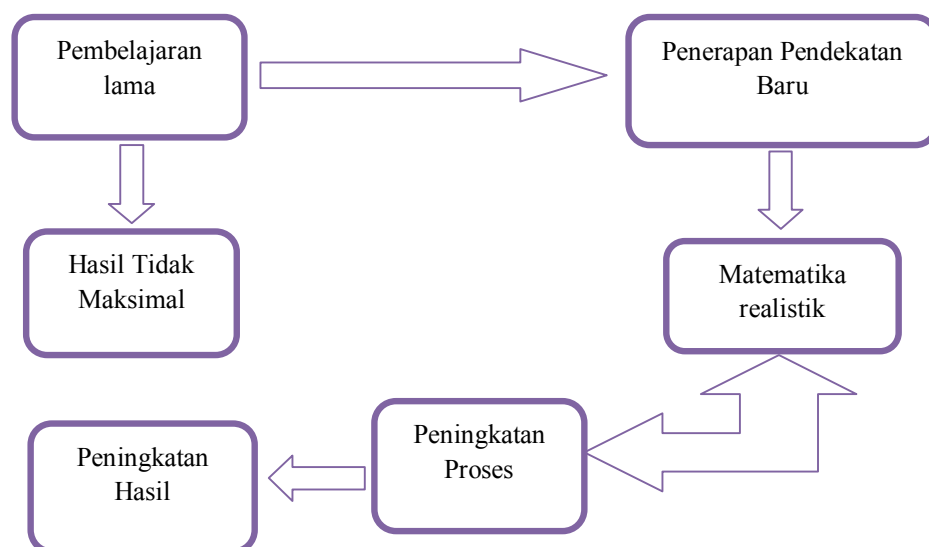 Pembelajaran
lama
Penerapan Pendekatan
Baru
Hasil Tidak
Maksimal
Matematika
realistik
Peningkatan
Proses
Peningkatan
Hasil